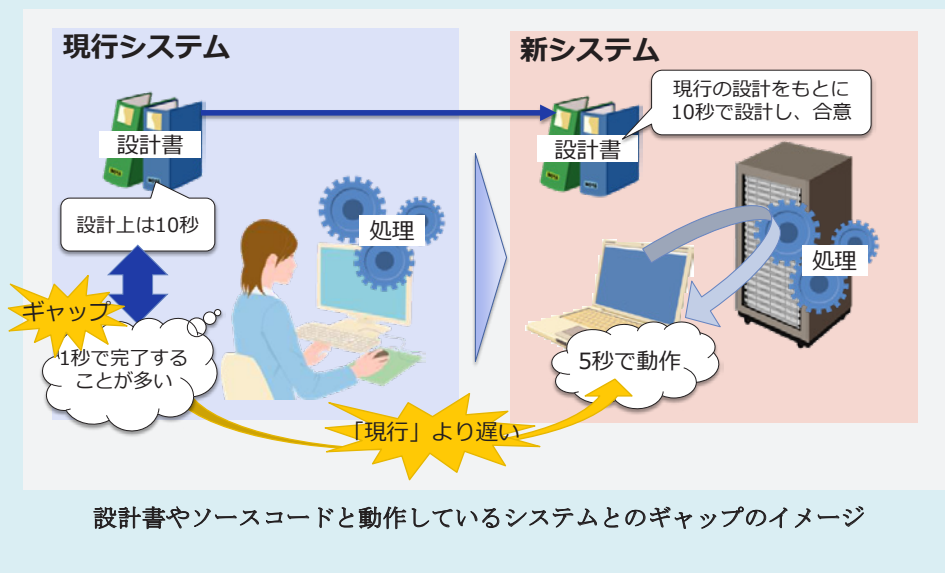 現行システム
設計書
設計上は10秒
ギャップ
1秒で完了する
ことが多い
処理
新システム
現行の設計をもとに
10秒で設計し、合意
設計書
処理
5秒で動作
「現行」より遅い
設計書やソースコードと動作しているシステムとのギャップのイメージ